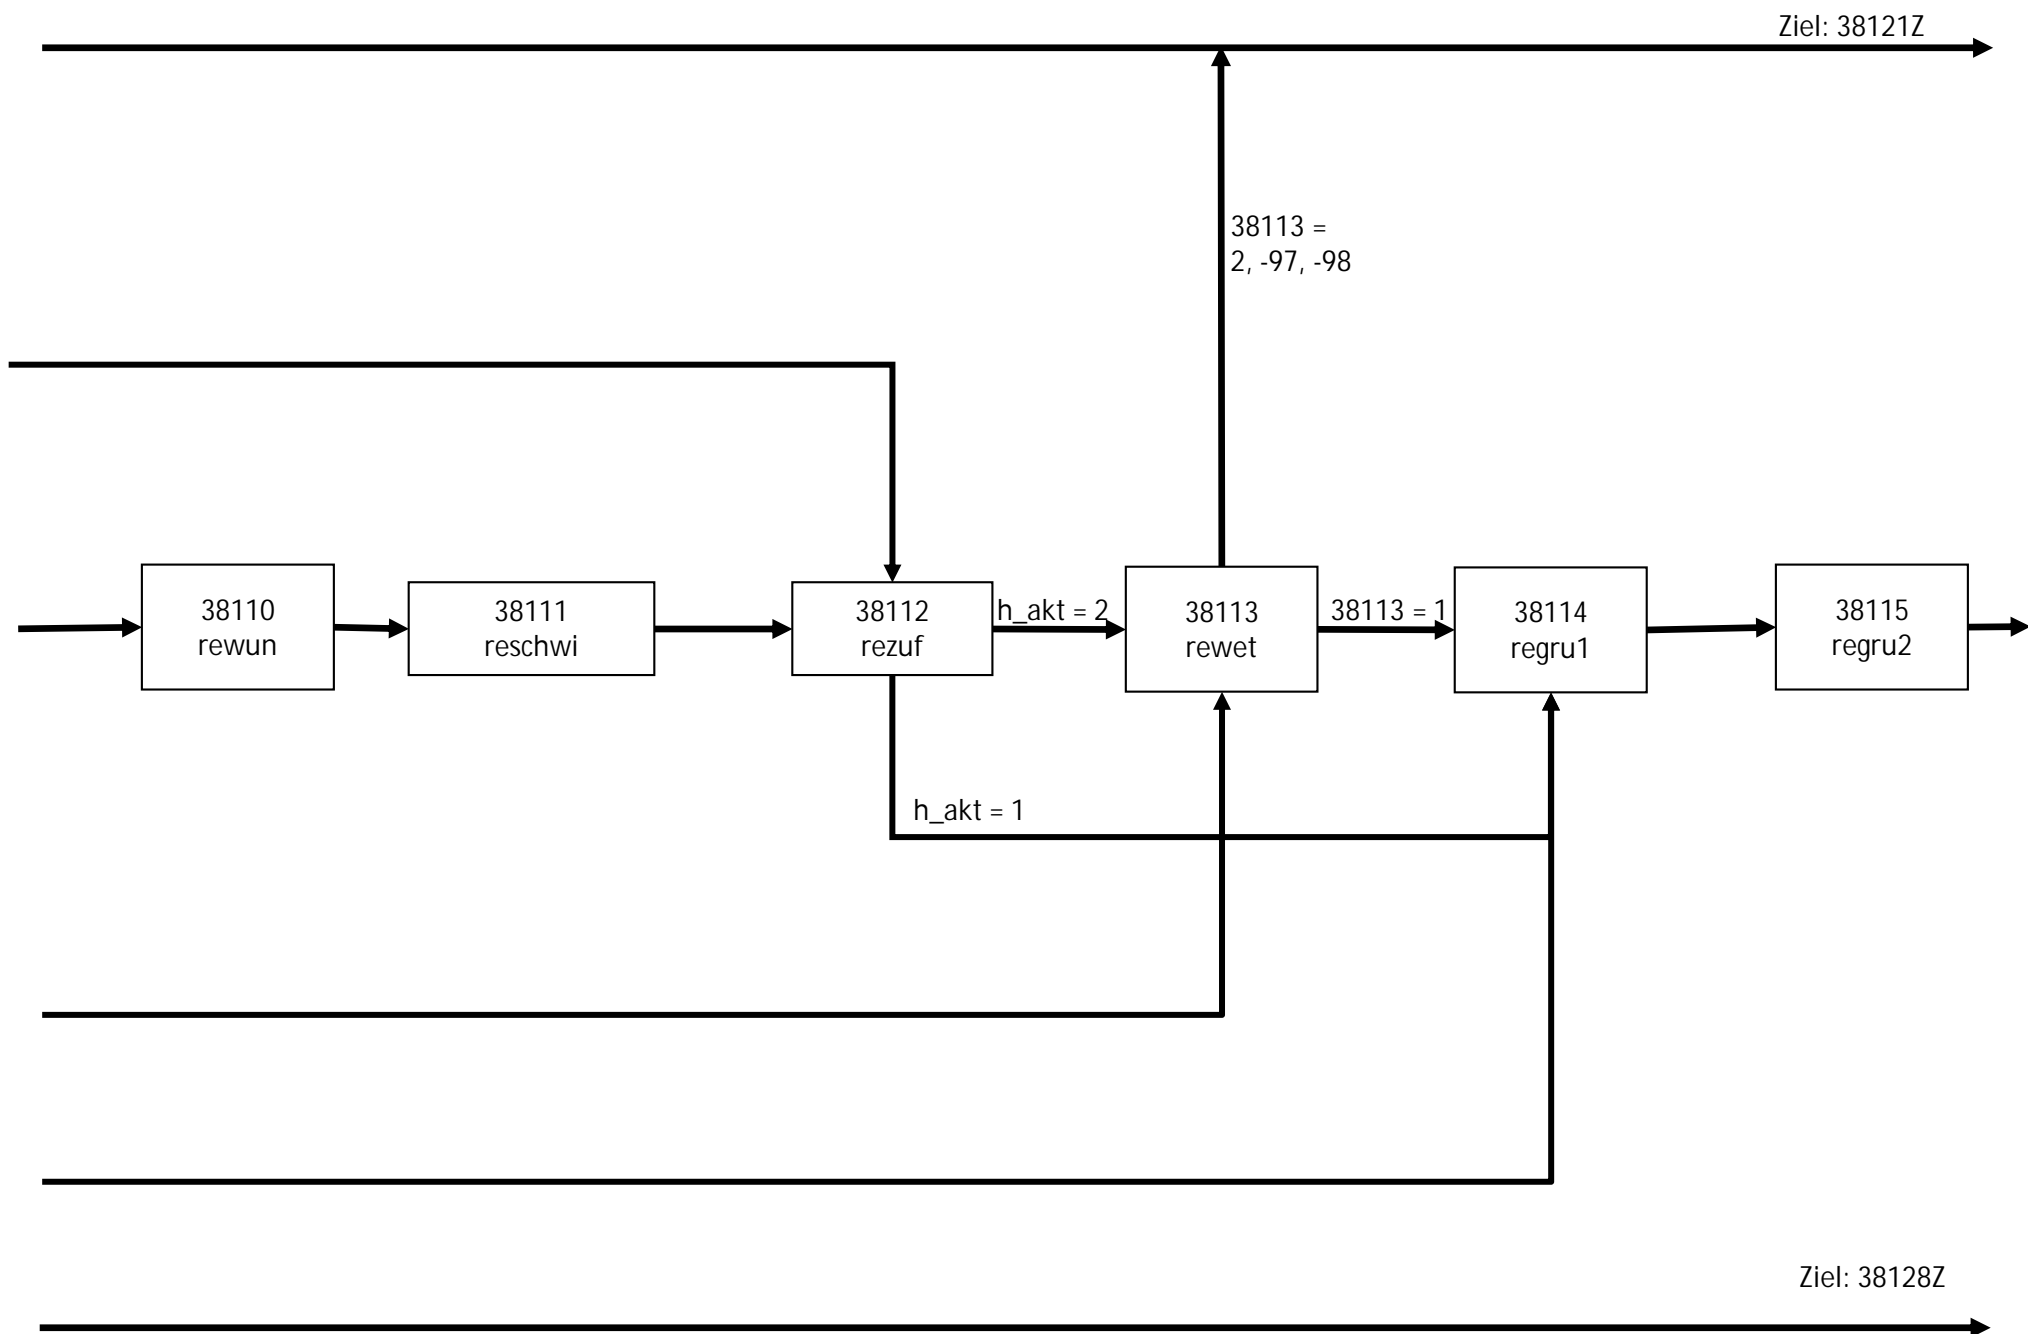 Ziel: 38121Z
38113 =
2, -97, -98
38110
rewun
38111
reschwi
38112
rezuf
h_akt = 2
38113
rewet
38113 = 1
38114
regru1
38115
regru2
h_akt = 1
Ziel: 38128Z